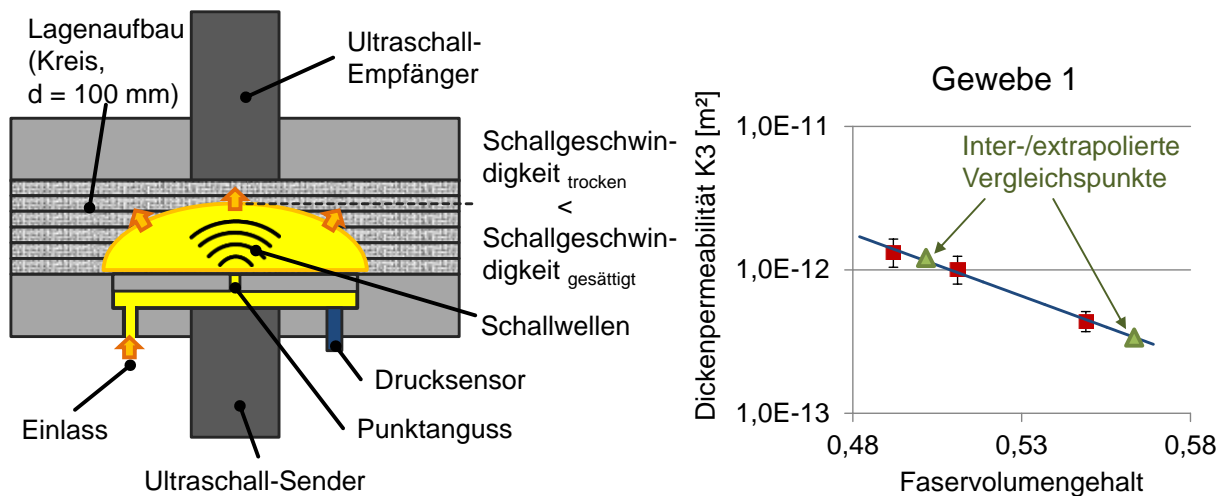 Lagenaufbau
(Kreis,
d = 100 mm)
Ultraschall-
Empfänger
Schallgeschwin-
digkeit trocken
<
Schallgeschwin-
digkeit gesättigt
Schallwellen
Drucksensor
Punktanguss
Einlass
Ultraschall-Sender
Gewebe 1
Dickenpermeabilität K3 [m²]
1,0E-11
1,0E-12
1,0E-13
Inter-/extrapolierte
Vergleichspunkte
0,48 0,53 0,58
Faservolumengehalt